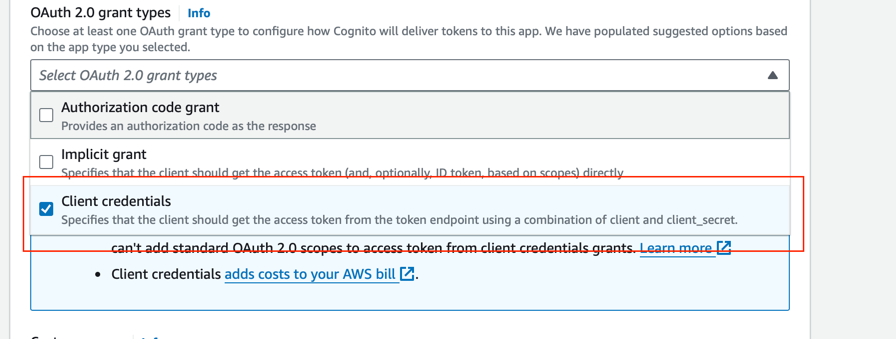 OAuth 2.0 grant types Info
Choose at least one OAuth grant type to configure how Cognito will deliver tokens to this app. We have populated suggested options based
on the app type you selected.
Select OAuth 2.0 grant types
Authorization code grant
Provides an authorization code as the response
Implicit grant
Specifies that the client should get the access token (and, optionally, ID token, based on scopes) directly
Client credentials
Specifies that the client should get the access token from the token endpoint using a combination of client and client_secret.
can't add standard OAuth 2.0 scopes to access token from client credentials grants. Learn more
• Client credentials adds costs to your AWS bill.